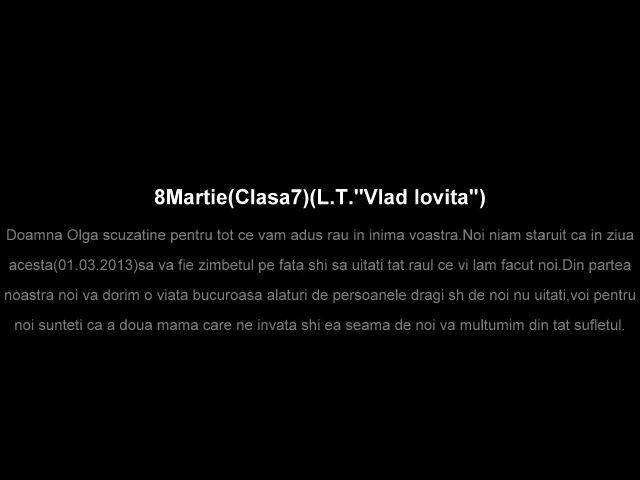 8Martie(Clasa7)(L.T."Vlad Iovita")
Doamna Olga scuzatine pentru tot ce vam adus rau in inima voastra.Noi niam staruit ca in ziua
acesta(01.03.2013)sa va fie zimbetul pe fata shi sa uitati tat raul ce vi lam facut noi.Din partea
noastra noi va dorim o viata bucuroasa alaturi de persoanele dragi sh de noi nu uitati,voi pentru
noi sunteti ca a doua mama care ne invata shi ea seama de noi va multumim din tat sufletul.